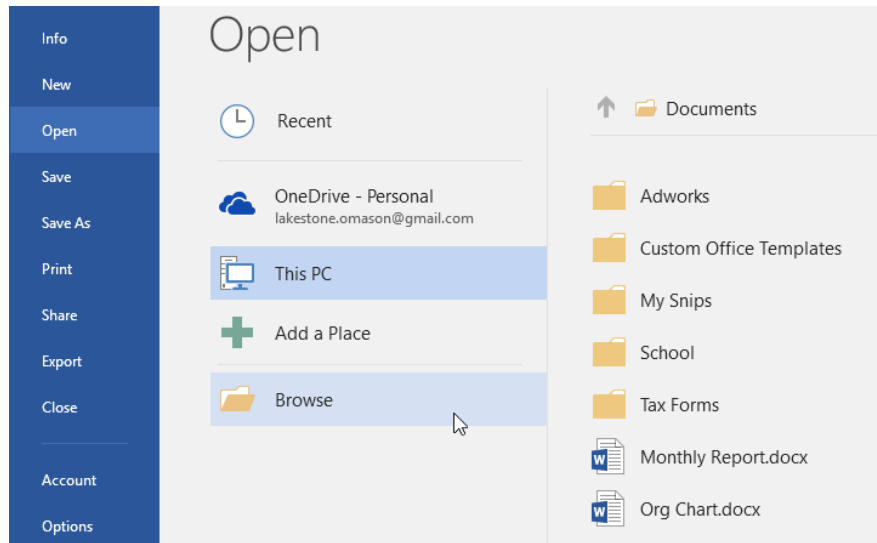 Info
New
Open
Save
Save As
Print
Share
Export
Close
Account
Options
Open
Recent
OneDrive - Personal
lakestone.omason@gmail.com
This PC
Add a Place
Browse
Documents
Adworks
Custom Office Templates
My Snips
School
Tax Forms
Monthly Report.docx
Org Chart.docx